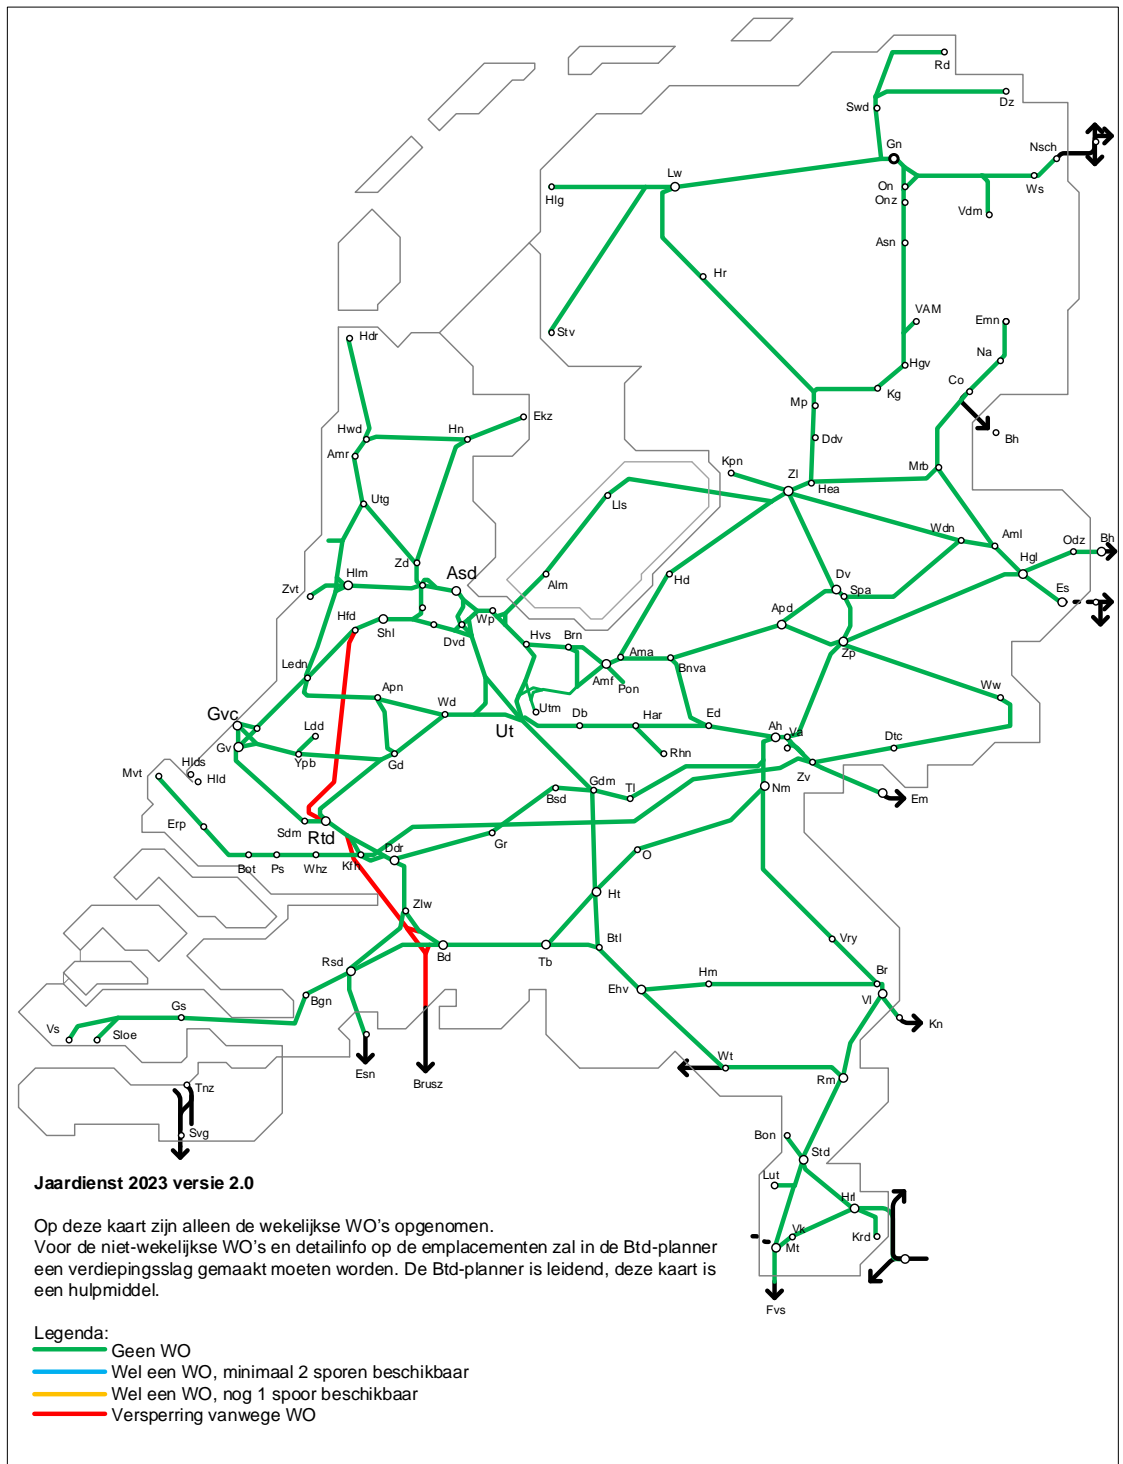 Rd
Dz
Swd
Gn
Nsch
Lw
On
Ws
Hlg
Onz
Vdm
Asn
Hr
VAM
Emn
Stv
Hdr
Na
Hgv
Co
Kg
Mp
Ekz
Hwd
Hn
Ddv
Bh
Amr
Kpn
Zl
Mrb
Hea
Utg
Lls
Wdn
Aml
Odz
Bh
Zd
Hgl
Hlm
Asd
Hd
Dv
Zvt
Alm
Spa
Es
Hfd
Wp
Apd
Shl
Dvd
Hvs
Brn
Zp
Ama
Ledn
Bnva
Amf
Pon
Ww
Apn
Gvc
Wd
Utm
Ldd
Ut
Db
Har
Ed
Ah
Va
Dtc
Gv
Ypb
Gd
Rhn
Zv
Hlds
Mvt
Hld
Gdm
Tl
Nm
Em
Bsd
Erp
Sdm
Rtd
Gr
Ddr
O
Bot
Ps
Whz
Kfh
Ht
Zlw
Btl
Vry
Rsd
Bd
Tb
Hm
Br
Bgn
Ehv
Vl
Gs
Vs
Sloe
Kn
Wt
Esn
Brusz
Rm
Tnz
Svg
Bon
Std
Lut
Hrl
Vk
Krd
Mt
Fvs
Jaardienst 2023 versie 2.0
Op deze kaart zijn alleen de wekelijkse WO's opgenomen.
Voor de niet-wekelijkse WO's en detailinfo op de emplacementen zal in de Btd-planner
een verdiepingsslag gemaakt moeten worden. De Btd-planner is leidend, deze kaart is
een hulpmiddel.
Legenda:
Geen WO
Wel een WO, minimaal 2 sporen beschikbaar
Wel een WO, nog 1 spoor beschikbaar
Versperring vanwege WO